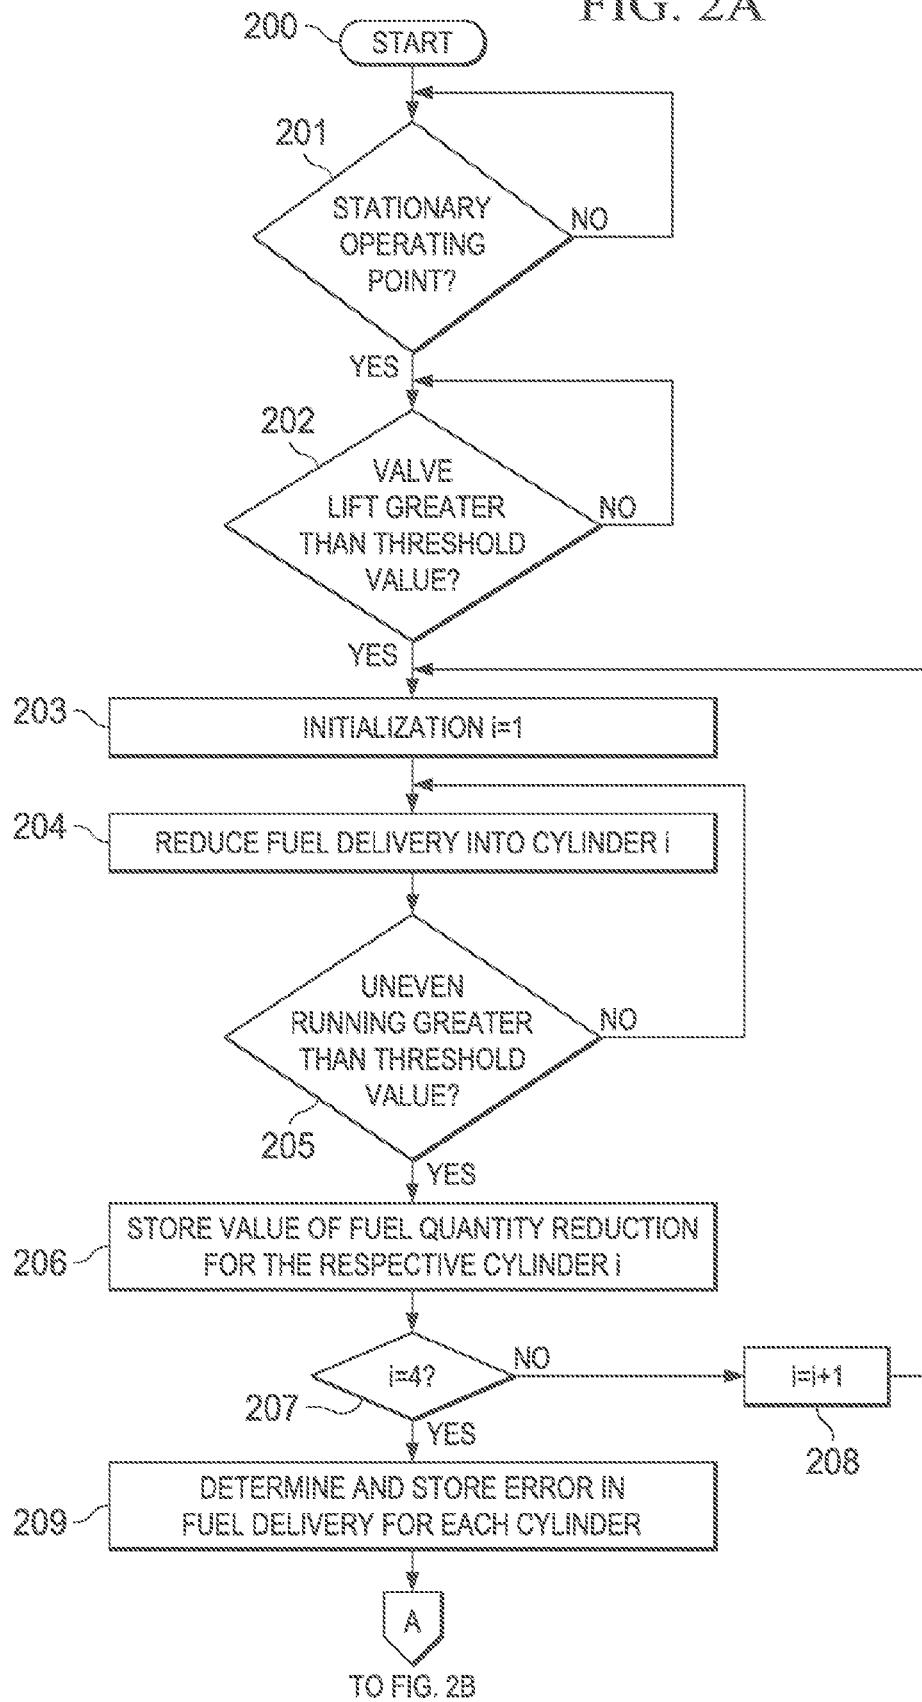 FIG. 2A
200
START
201
STATIONARY
OPERATING
POINT?
NO
YES
202
VALVE
LIFT GREATER
THAN THRESHOLD
VALUE?
NO
YES
203
INITIALIZATION i=1
204
REDUCE FUEL DELIVERY INTO CYLINDER i
UNEVEN
RUNNING GREATER
THAN THRESHOLD
VALUE?
NO
205
YES
206
STORE VALUE OF FUEL QUANTITY REDUCTION
FOR THE RESPECTIVE CYLINDER i
i=4?
NO
i=i+1
207
YES
208
209
DETERMINE AND STORE ERROR IN
FUEL DELIVERY FOR EACH CYLINDER
A
TO FIG. 2B